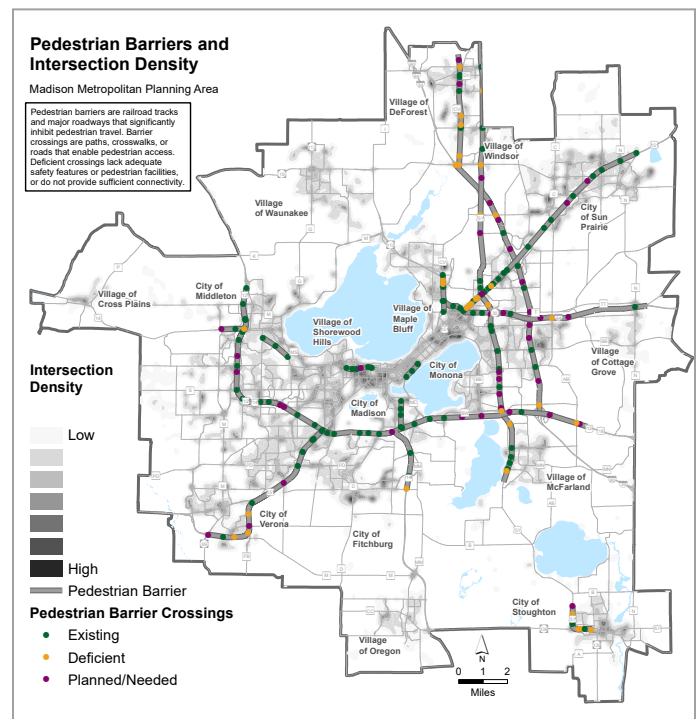 Pedestrian Barriers and
Intersection Density
Madison Metropolitan Planning Area
Pedestrian barriers are railroad tracks
and major roadways that significantly
inhibit pedestrian travel. Barrier
crossings are paths, crosswalks, or
roads that enable pedestrian access.
Deficient crossings lack adequate
safety features or pedestrian facilities,
or do not provide sufficient connectivity.
Village of
DeForest
Village of
Windsor
Village
of Waunakee
City
of Sun
Prairie
Village of
Cross Plains
City of
Middleton
Village of
Shorewood
Hills
Village of
Maple
Bluff
City of
Monona
Village
of Cottage
Grove
City of
Madison
Village of
McFarland
City of
Verona
City of
Fitchburg
City of
Stoughton
Village
of Oregon
Intersection
Density
Low
High
Pedestrian Barrier
Pedestrian Barrier Crossings
Existing
Deficient
Planned/Needed
N
0 1 2
Miles